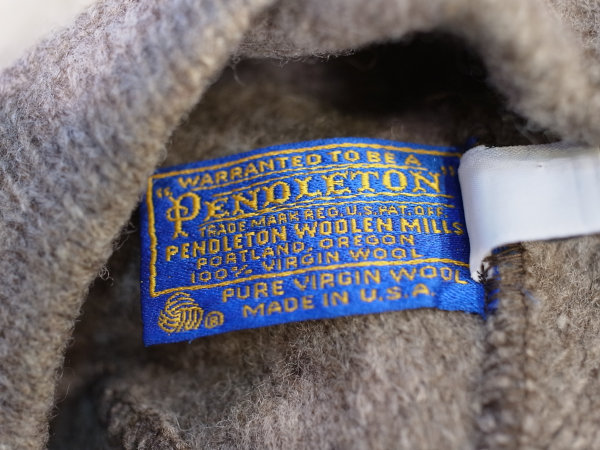 "WARRANTED TO BE A
PENDLETON"
TRADE MARK REG. U.S. PAT. OFF.
PENDLETON WOOLEN MILLS
PORTLAND, OREGON
100% VIRGIN WOOL
PURE VIRGIN WOOL
® MADE IN U.S.A.